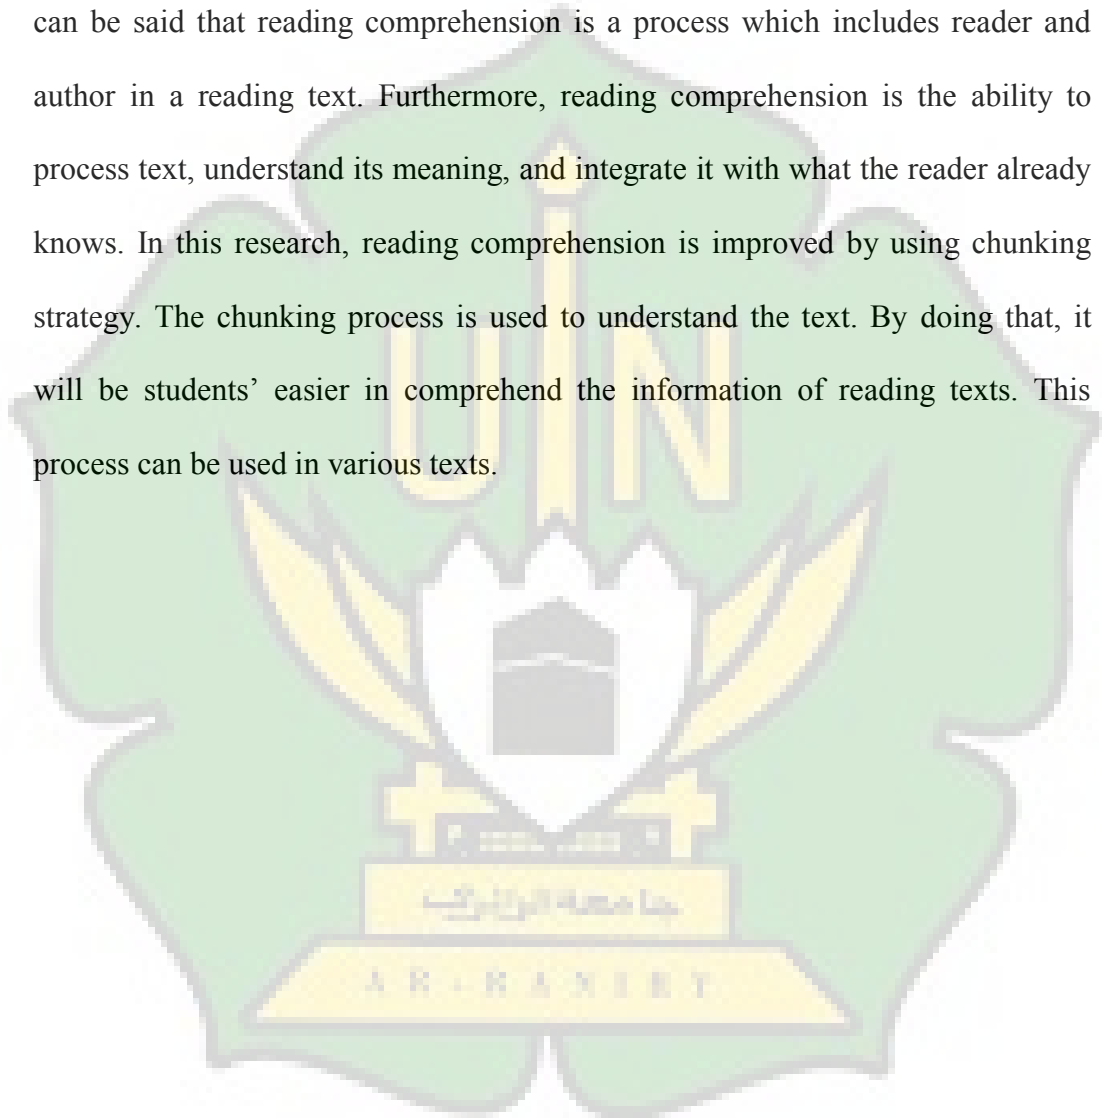 can be said that reading comprehension is a process which includes reader and
author in a reading text. Furthermore, reading comprehension is the ability to
process text, understand its meaning, and integrate it with what the reader already
knows. In this research, reading comprehension is improved by using chunking
strategy. The chunking process is used to understand the text. By doing that, it
will be students’ easier in comprehend the information of reading texts. This
process can be used in various texts.
UIN
جامعة الرانيري
AR-RANIRY